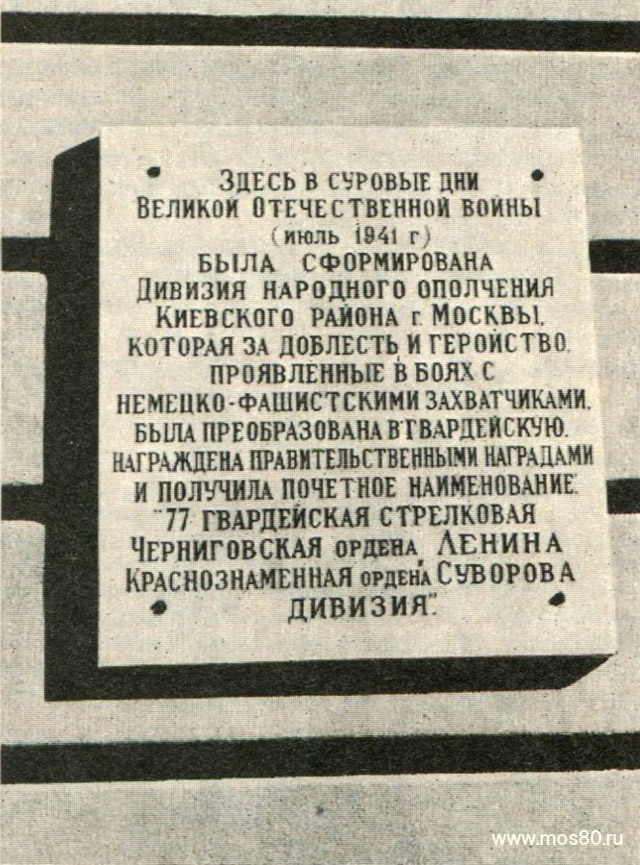 Здесь в суровые дни
Великой Отечественной войны
(июль 1941 г)
была сформирована
Дивизия народного ополчения
Киевского района г. Москвы,
которая за доблесть и геройство,
проявленные в боях с
немецко-фашистскими захватчиками,
была преобразована в гвардейскую,
награждена правительственными наградами
и получила почетное наименование:
"77 гвардейская стрелковая
Черниговская ордена Ленина
Краснознаменная ордена Суворова
дивизия".
www.mos80.ru